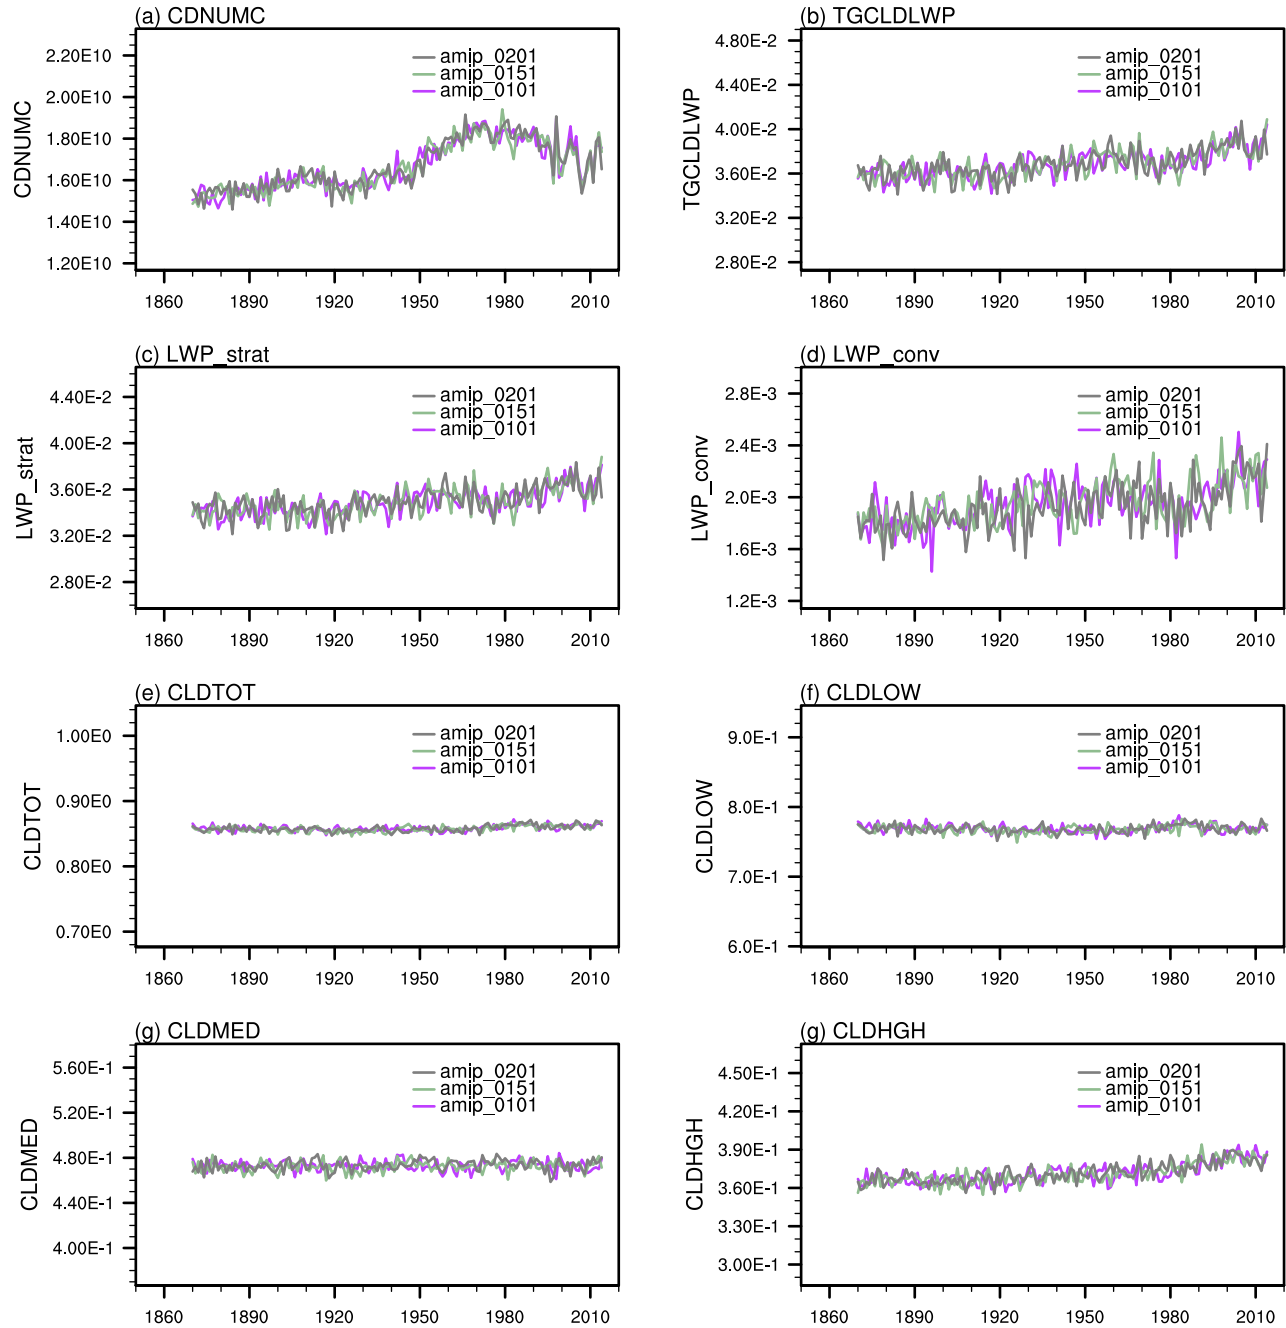 (a) CDNUMC
CDNUMC
2.20E10
2.00E10
1.80E10
1.60E10
1.40E10
1.20E10
amip_0201
amip_0151
amip_0101
1860 1890 1920 1950 1980 2010
(b) TGCLDLWP
TGCLDLWP
4.80E-2
4.40E-2
4.00E-2
3.60E-2
3.20E-2
2.80E-2
amip_0201
amip_0151
amip_0101
1860 1890 1920 1950 1980 2010
(c) LWP_strat
LWP_strat
4.40E-2
4.00E-2
3.60E-2
3.20E-2
2.80E-2
amip_0201
amip_0151
amip_0101
1860 1890 1920 1950 1980 2010
(d) LWP_conv
LWP_conv
2.8E-3
2.4E-3
2.0E-3
1.6E-3
1.2E-3
amip_0201
amip_0151
amip_0101
1860 1890 1920 1950 1980 2010
(e) CLDTOT
CLDTOT
1.00E0
0.90E0
0.80E0
0.70E0
amip_0201
amip_0151
amip_0101
1860 1890 1920 1950 1980 2010
(f) CLDLOW
CLDLOW
9.0E-1
8.0E-1
7.0E-1
6.0E-1
amip_0201
amip_0151
amip_0101
1860 1890 1920 1950 1980 2010
(g) CLDMED
CLDMED
5.60E-1
5.20E-1
4.80E-1
4.40E-1
4.00E-1
amip_0201
amip_0151
amip_0101
1860 1890 1920 1950 1980 2010
(g) CLDHGH
CLDHGH
4.50E-1
4.20E-1
3.90E-1
3.60E-1
3.30E-1
3.00E-1
amip_0201
amip_0151
amip_0101
1860 1890 1920 1950 1980 2010